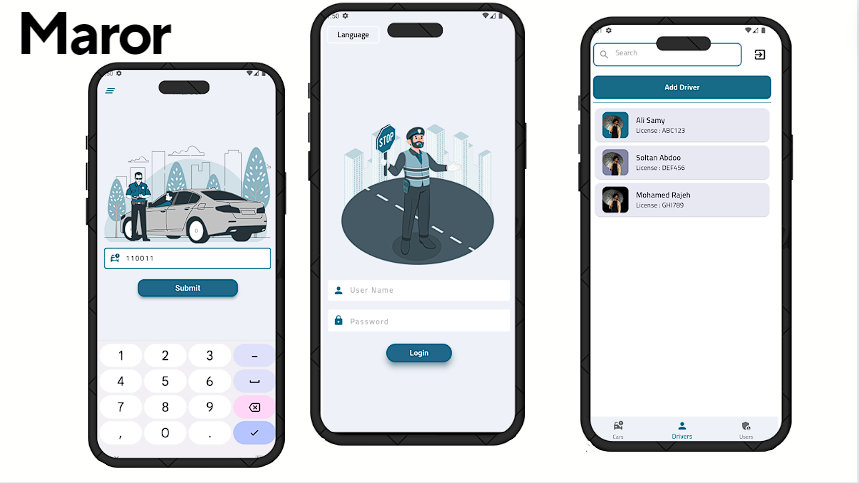 Maror
110011
Submit
1 2 3 -
4 5 6
7 8 9
, 0 .
Language
STOP
User Name
Password
Login
Search
Add Driver
Ali Samy
License : ABC123
Soltan Abdoo
License : DEF456
Mohamed Rajeh
License : GHI789
Cars Drivers Users